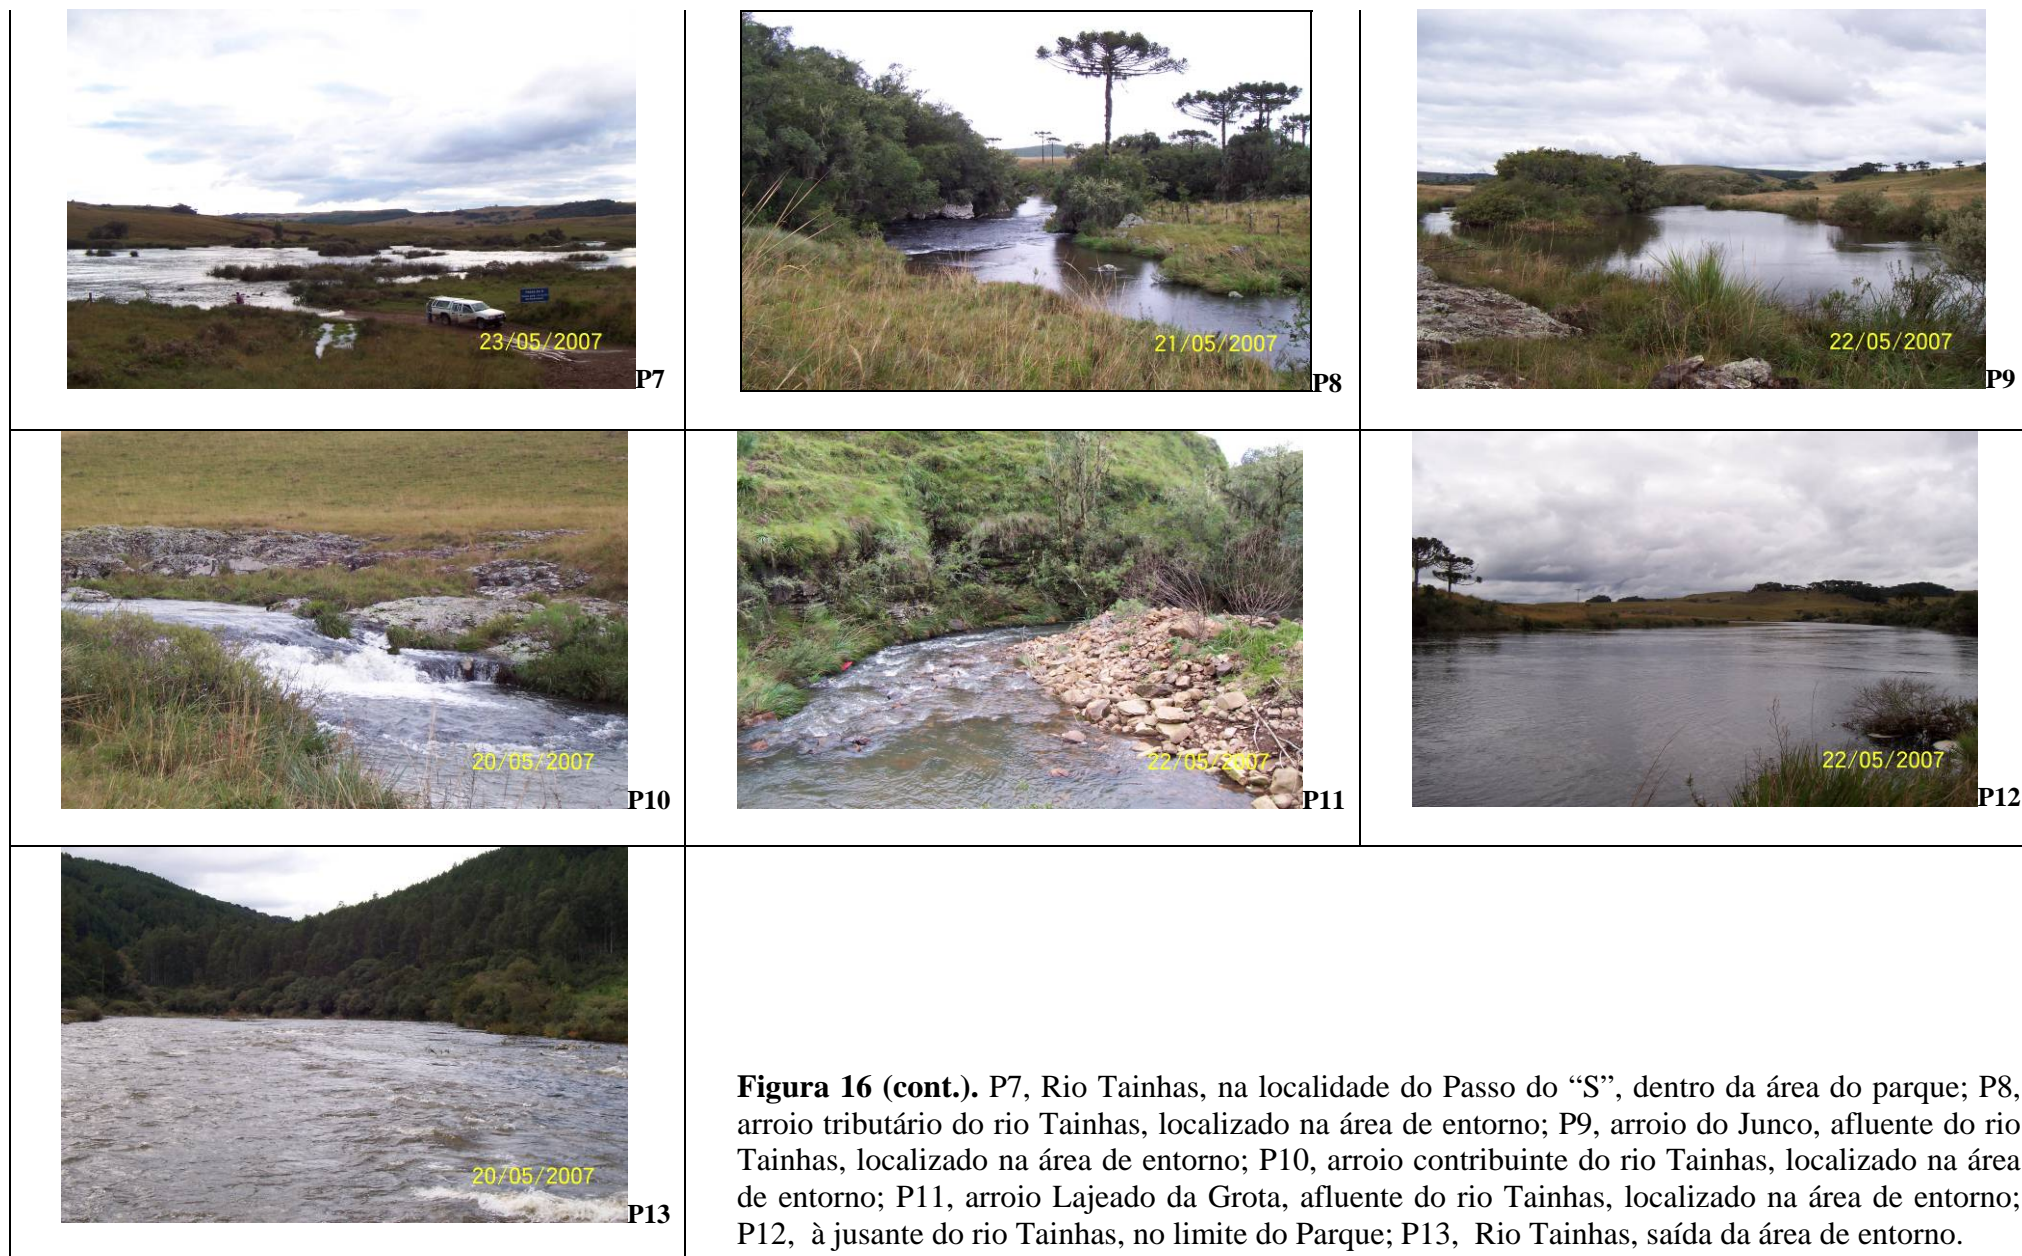 23/05/2007
P7
21/05/2007
P8
22/05/2007
P9
20/05/2007
P10
22/05/2007
P11
22/05/2007
P12
20/05/2007
P13
Figura 16 (cont.). P7, Rio Tainhas, na localidade do Passo do “S”, dentro da área do parque; P8,
arroio tributário do rio Tainhas, localizado na área de entorno; P9, arroio do Junco, afluente do rio
Tainhas, localizado na área de entorno; P10, arroio contribuinte do rio Tainhas, localizado na área
de entorno; P11, arroio Lajeado da Grota, afluente do rio Tainhas, localizado na área de entorno;
P12, à jusante do rio Tainhas, no limite do Parque; P13, Rio Tainhas, saída da área de entorno.